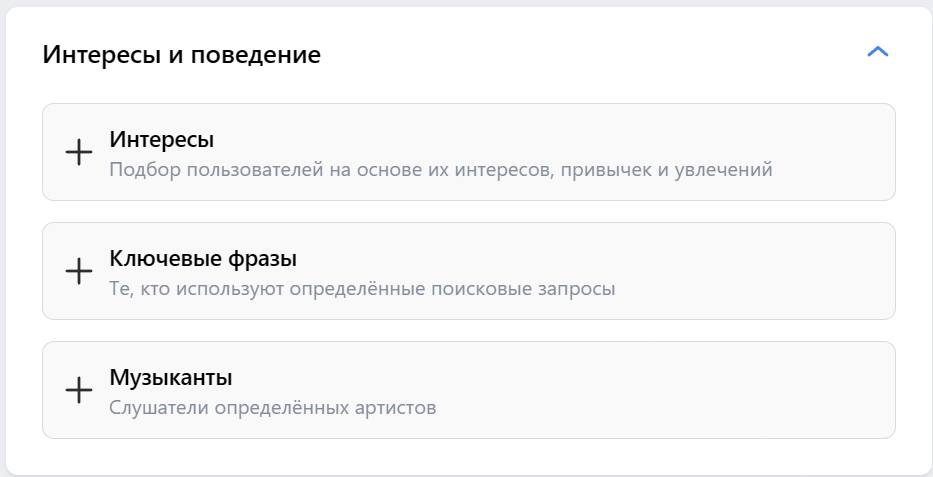 Интересы и поведение
Интересы
Подбор пользователей на основе их интересов, привычек и увлечений
Ключевые фразы
Те, кто используют определённые поисковые запросы
Музыканты
Слушатели определённых артистов